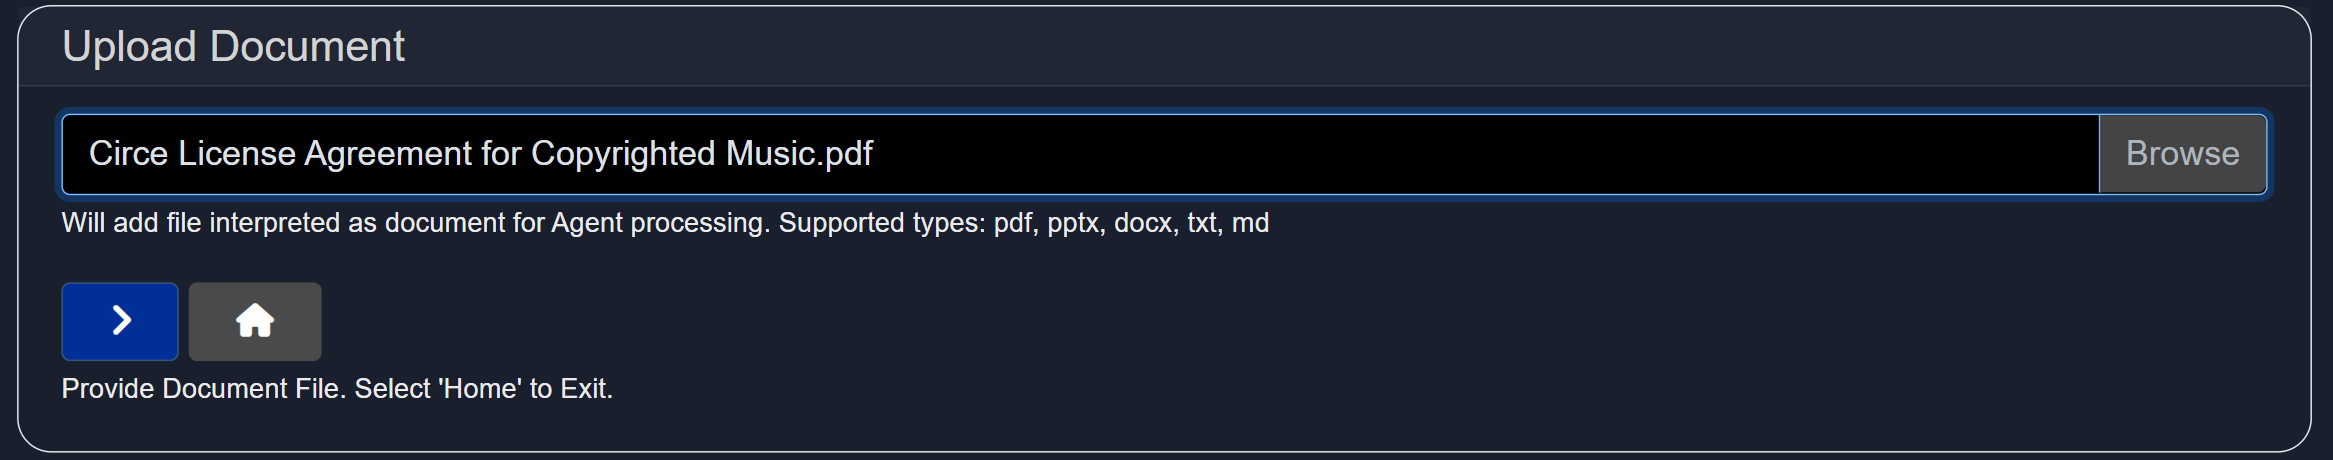 Upload Document
Circe License Agreement for Copyrighted Music.pdf
Browse
Will add file interpreted as document for Agent processing. Supported types: pdf, pptx, docx, txt, md
Provide Document File. Select 'Home' to Exit.